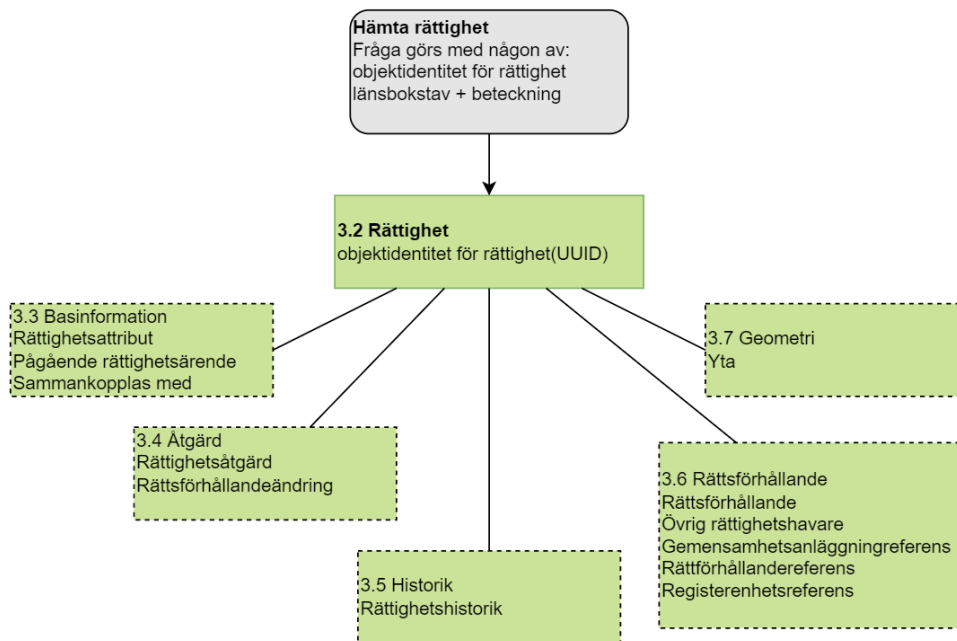 Hämta rättighet
Fråga görs med någon av:
objektidentitet för rättighet
länsbokstav + beteckning
3.2 Rättighet
objektidentitet för rättighet(UUID)
3.3 Basinformation
Rättighetsattribut
Pågående rättighetsärende
Sammankopplas med
3.4 Åtgärd
Rättighetsåtgärd
Rättsförhållandeändring
3.5 Historik
Rättighetshistorik
3.6 Rättsförhållande
Rättsförhållande
Övrig rättighetshavare
Gemensamhetsanläggningreferens
Rättförhållandereferens
Registerenhetsreferens
3.7 Geometri
Yta